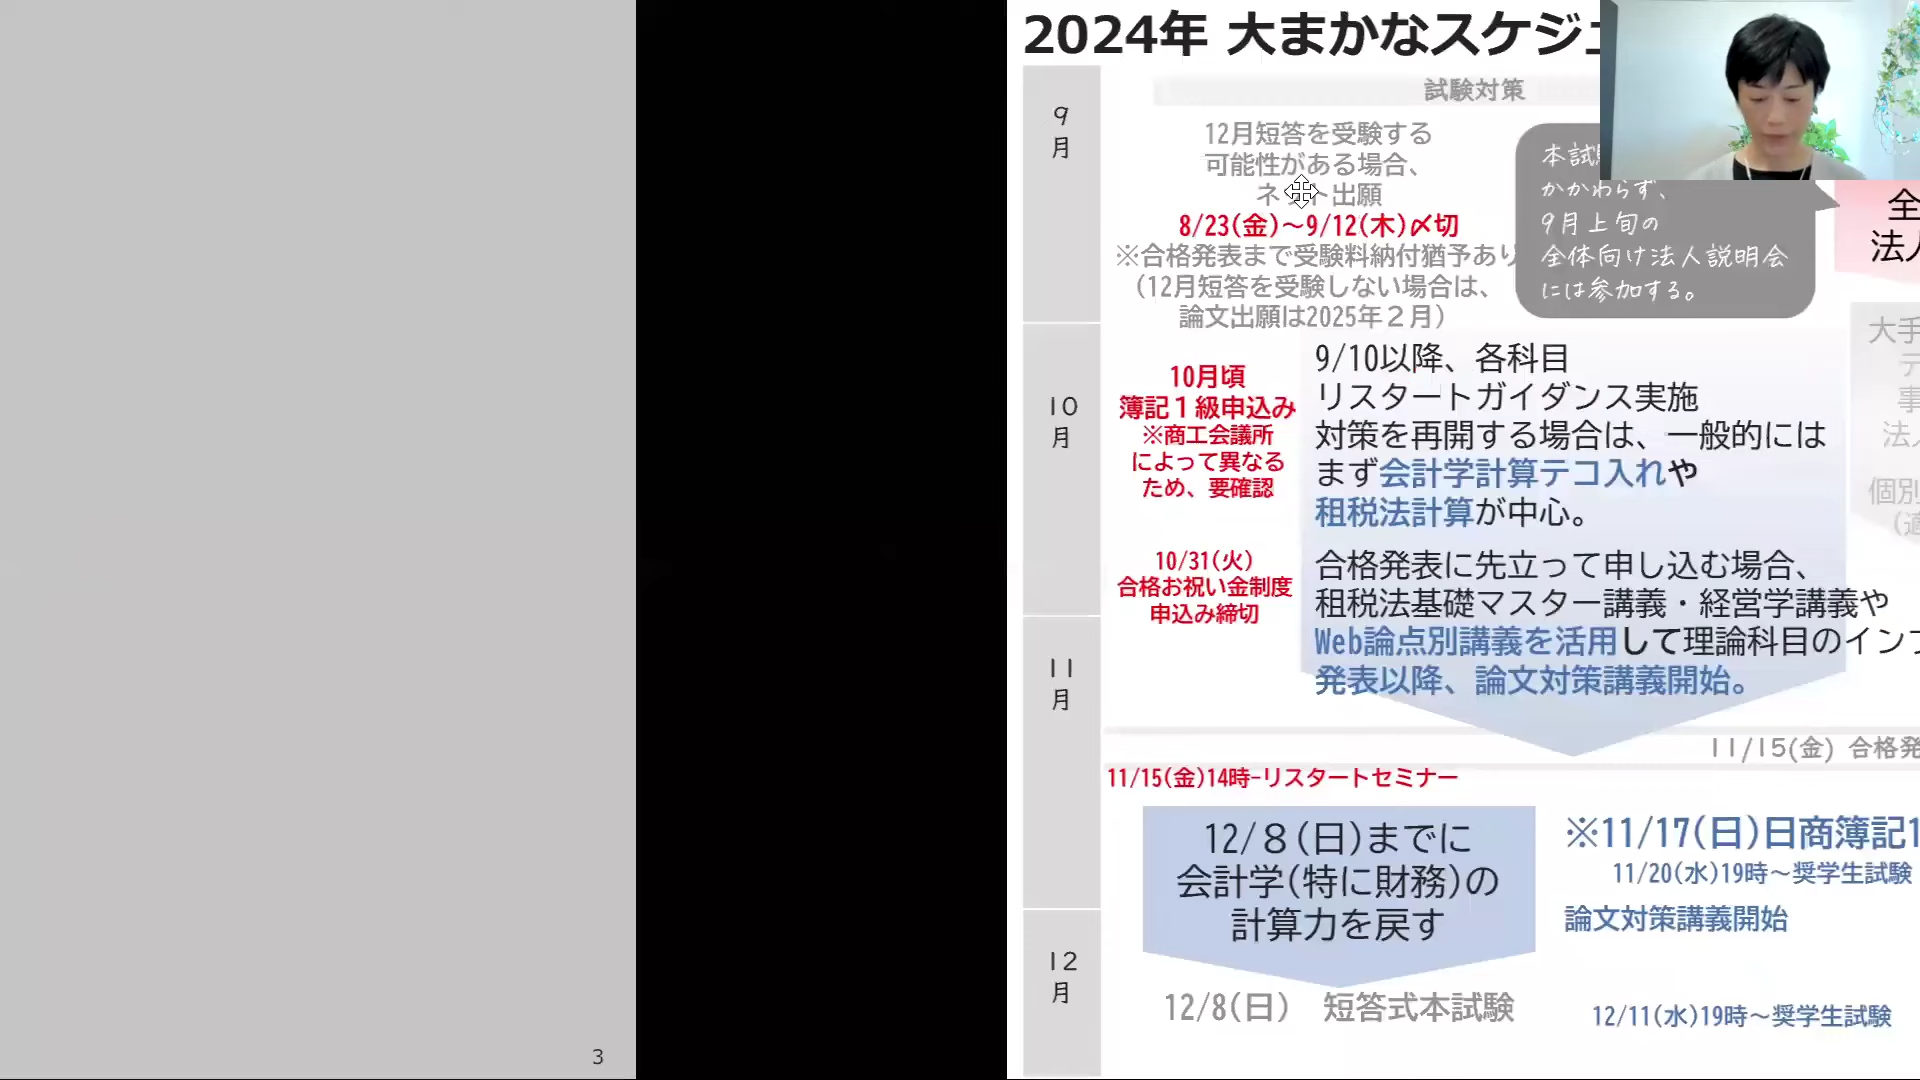 2024年 大まかなスケジュ
試験対策
9
月
12月短答を受験する
可能性がある場合、
ネット出願
8/23(金)～9/12(木)〆切
※合格発表まで受験料納付猶予あり
(12月短答を受験しない場合は、
論文出願は2025年2月)
本試
かかわらず、
9月上旬の
全体向け法人説明会
には参加する。
全
法人
大手
テ
事
法人
個別
(適
10
月
10月頃
簿記1級申込み
※商工会議所
によって異なる
ため、要確認
10/31(火)
合格お祝い金制度
申込み締切
9/10以降、各科目
リスタートガイダンス実施
対策を再開する場合は、一般的には
まず会計学計算テコ入れや
租税法計算が中心。
合格発表に先立って申し込む場合、
租税法基礎マスター講義・経営学講義や
Web論点別講義を活用して理論科目のインプ
発表以降、論文対策講義開始。
11
月
11/15(金) 合格発
11/15(金)14時-リスタートセミナー
12/8(日)までに
会計学(特に財務)の
計算力を戻す
※11/17(日)日商簿記1
11/20(水)19時～奨学生試験
論文対策講義開始
12
月
12/8(日) 短答式本試験
12/11(水)19時～奨学生試験
3